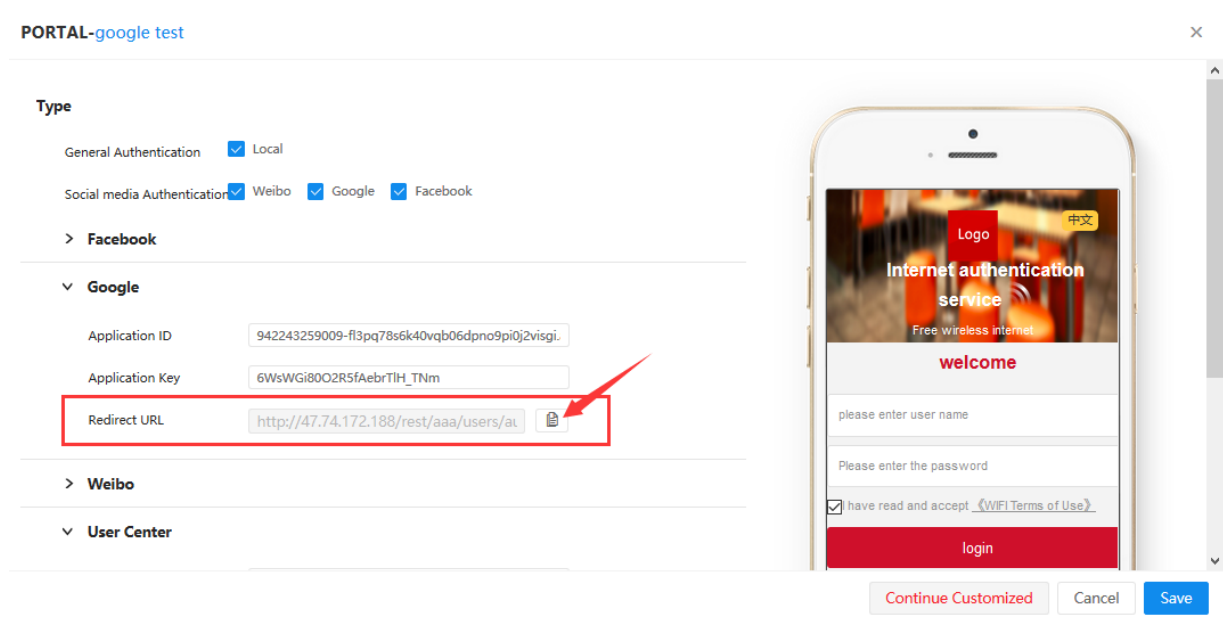 PORTAL-google test
Type
General Authentication Local
Social media Authentication Weibo Google Facebook
Facebook
Google
Application ID 942243259009-fl3pq78s6k40vqb06dpno9pi0j2visgi.
Application Key 6WsWGi80O2R5fAebrTlH_TNm
Redirect URL http://47.74.172.188/rest/aaa/users/au
Weibo
User Center
Logo
中文
Internet authentication
service
Free wireless internet
welcome
please enter user name
Please enter the password
I have read and accept 《WIFI Terms of Use》
login
Continue Customized Cancel Save